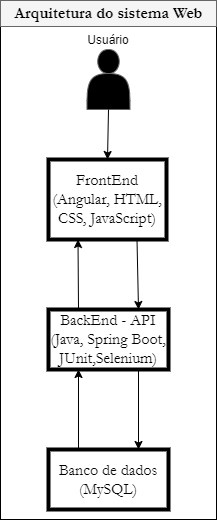 Arquitetura do sistema Web
Usuário
FrontEnd
(Angular, HTML,
CSS, JavaScript)
BackEnd - API
(Java, Spring Boot,
JUnit,Selenium)
Banco de dados
(MySQL)